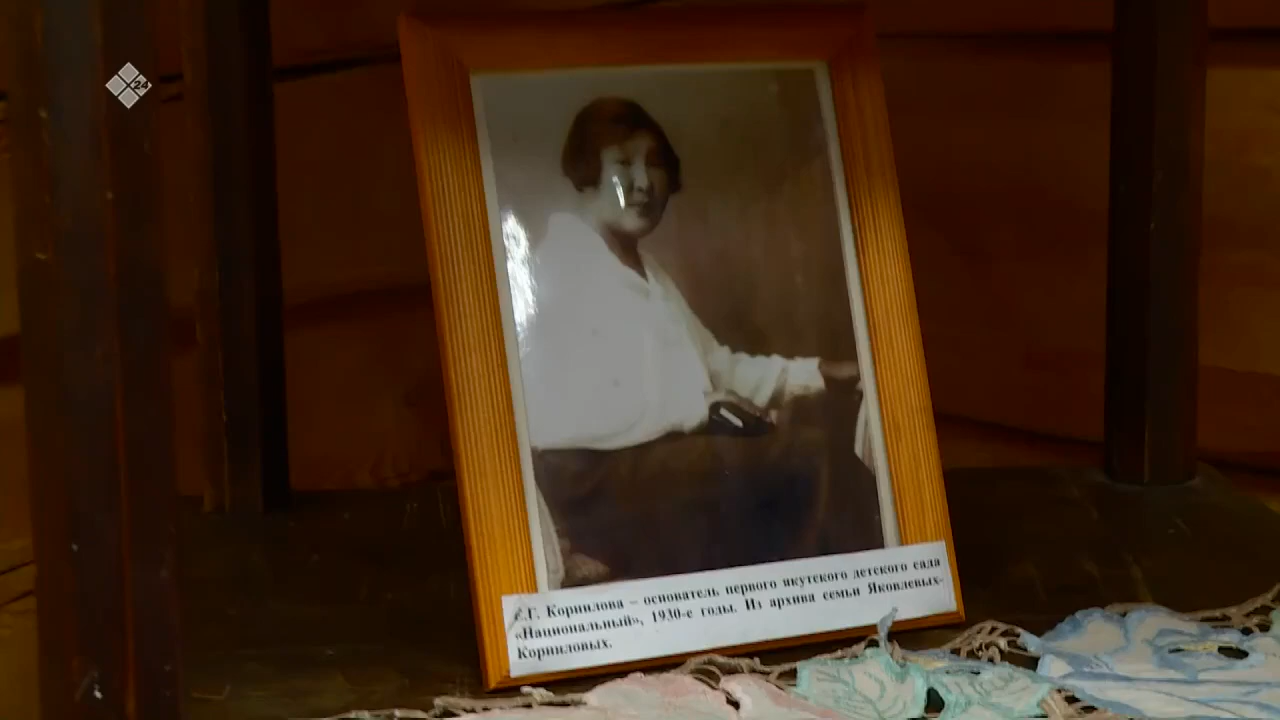 24
Г. Корнилова – основатель первого якутского детского сада
«Национальный», 1930-е годы. Из архива семьи Яковлевых-
Корниловых.